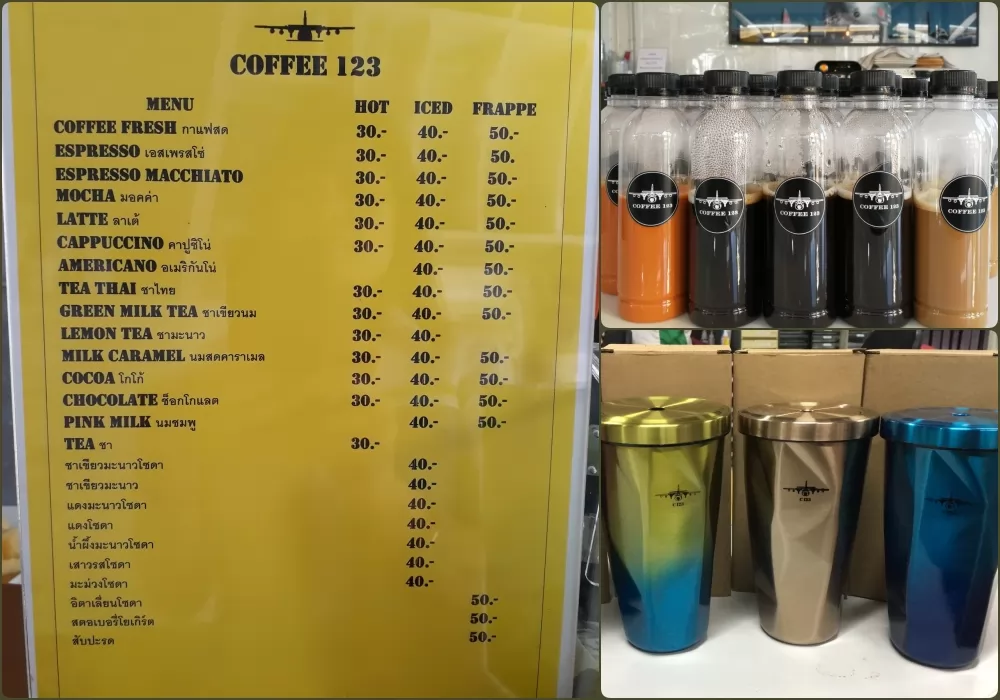 COFFEE 123
MENU HOT ICED FRAPPE
COFFEE FRESH กาแฟสด 30.- 40.- 50.-
ESPRESSO เอสเพรสโซ่ 30.- 40.- 50.
ESPRESSO MACCHIATO 30.- 40.- 50.-
MOCHA มอคค่า 30.- 40.- 50.-
LATTE ลาเต้ 30.- 40.- 50.-
CAPPUCCINO คาปูชิโน่ 30.- 40.- 50.-
AMERICANO อเมริกันโน่ 40.- 50.-
TEA THAI ชาไทย 30.- 40.- 50.-
GREEN MILK TEA ชาเขียวนม 30.- 40.- 50.-
LEMON TEA ชามะนาว 30.- 40.-
MILK CARAMEL นมสดคาราเมล 30.- 40.- 50.-
COCOA โกโก้ 30.- 40.- 50.-
CHOCOLATE ช็อกโกแลต 30.- 40.- 50.-
PINK MILK นมชมพู 40.- 50.-
TEA ชา 30.-
ชาเขียวมะนาวโซดา 40.-
ชาเขียวมะนาว 40.-
แดงมะนาวโซดา 40.-
แดงโซดา 40.-
น้ำผึ้งมะนาวโซดา 40.-
เสาวรสโซดา 40.-
มะม่วงโซดา 40.-
อิตาเลี่ยนโซดา 50.-
สตอเบอรี่โยเกิร์ต 50.-
สับปะรด 50.-
COFFEE 123
COFFEE 123
COFFEE 123
COFFEE 123
COFFEE 123
C 123
C 123